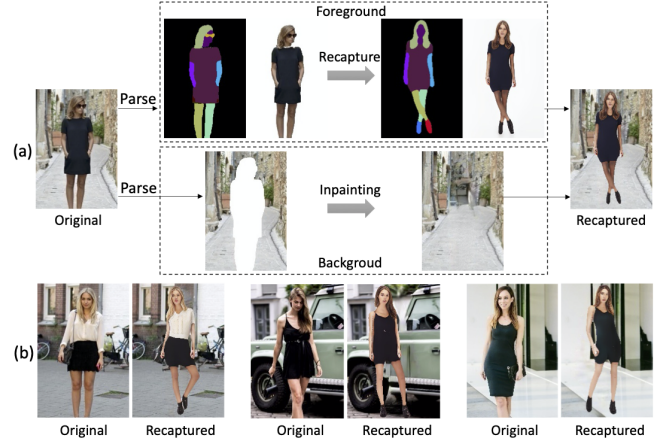 Foreground
Recapture
Parse
(a)
Parse
Inpainting
Original
Recaptured
Backgroud
(b)
Original
Recaptured
Original
Recaptured
Original
Recaptured